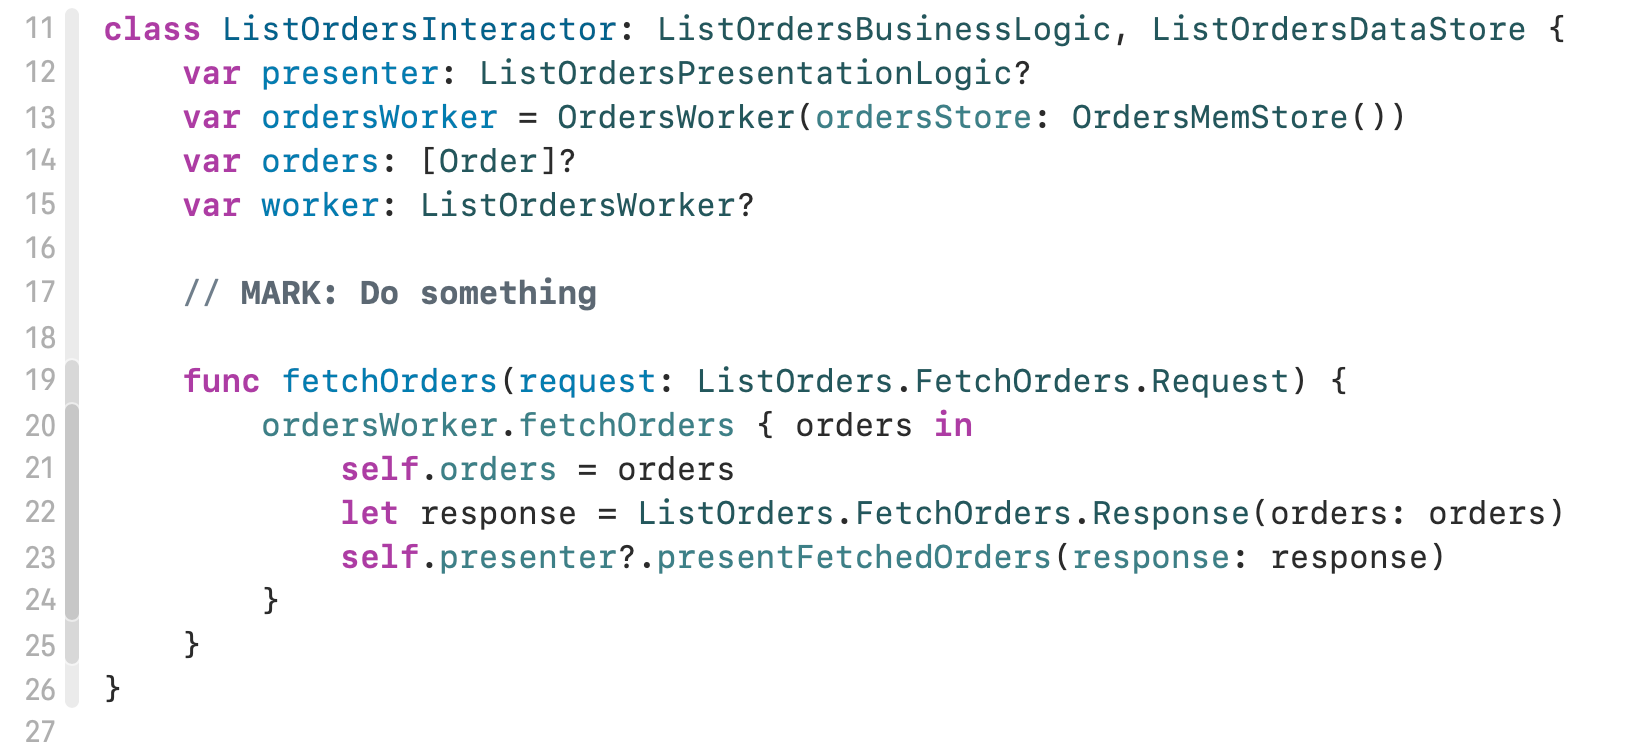 11 class ListOrdersInteractor: ListOrdersBusinessLogic, ListOrdersDataStore {
12     var presenter: ListOrdersPresentationLogic?
13     var ordersWorker = OrdersWorker(ordersStore: OrdersMemStore())
14     var orders: [Order]?
15     var worker: ListOrdersWorker?
16
17     // MARK: Do something
18
19     func fetchOrders(request: ListOrders.FetchOrders.Request) {
20         ordersWorker.fetchOrders { orders in
21             self.orders = orders
22             let response = ListOrders.FetchOrders.Response(orders: orders)
23             self.presenter?.presentFetchedOrders(response: response)
24         }
25     }
26 }
27